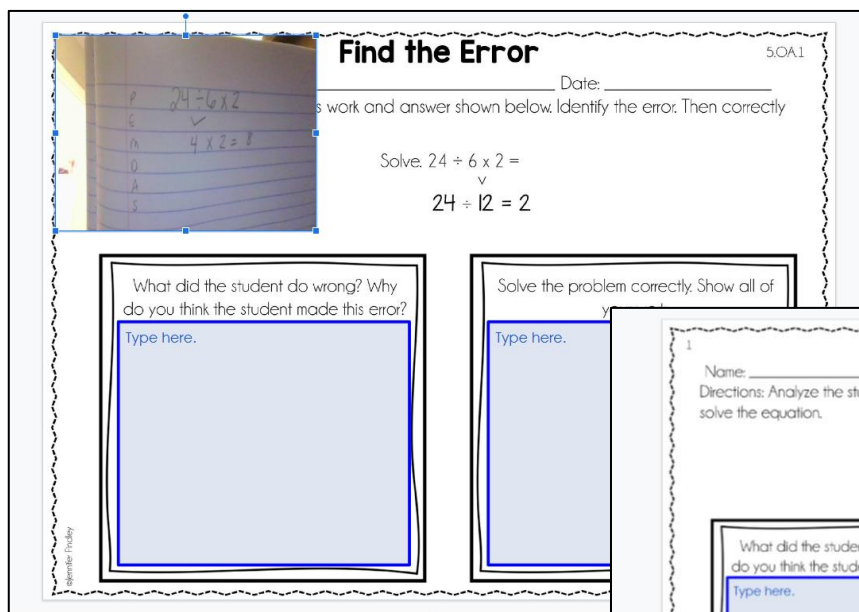 Find the Error
5.OA.1
Date:
s work and answer shown below. Identify the error. Then correctly
P
E
M
D
A
S
24 ÷ 6 x 2
4 x 2 = 8
Solve. 24 ÷ 6 x 2 =
24 ÷ 12 = 2
What did the student do wrong? Why
do you think the student made this error?
Type here.
Solve the problem correctly. Show all of
Type here.
©Jennifer Findley
1
Name:
Directions: Analyze the stu
solve the equation.
What did the studen
do you think the stude
Type here.